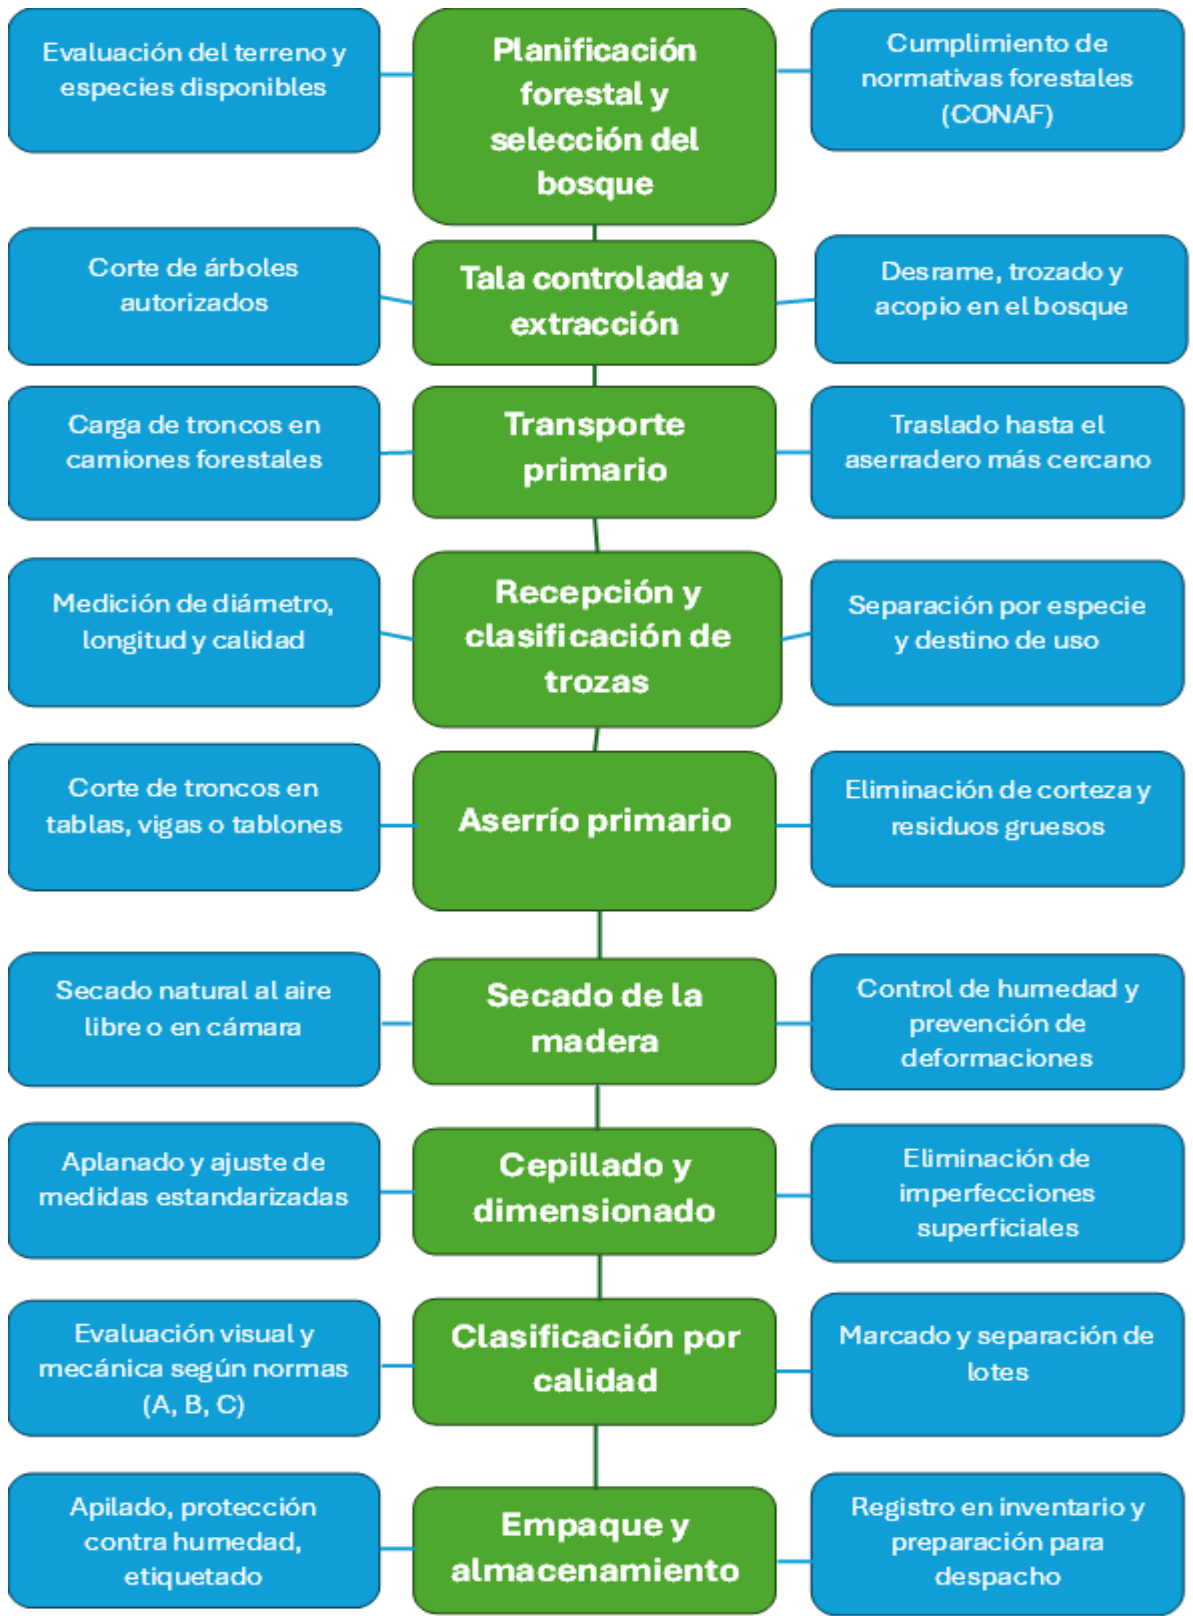 Evaluación del terreno y
especies disponibles
Planificación
forestal y
selección del
bosque
Cumplimiento de
normativas forestales
(CONAF)
Corte de árboles
autorizados
Tala controlada y
extracción
Desrame, trozado y
acopio en el bosque
Carga de troncos en
camiones forestales
Transporte
primario
Traslado hasta el
aserradero más cercano
Medición de diámetro,
longitud y calidad
Recepción y
clasificación de
trozas
Separación por especie
y destino de uso
Corte de troncos en
tablas, vigas o tablones
Aserrío primario
Eliminación de corteza y
residuos gruesos
Secado natural al aire
libre o en cámara
Secado de la
madera
Control de humedad y
prevención de
deformaciones
Aplanado y ajuste de
medidas estandarizadas
Cepillado y
dimensionado
Eliminación de
imperfecciones
superficiales
Evaluación visual y
mecánica según normas
(A, B, C)
Clasificación por
calidad
Marcado y separación de
lotes
Apilado, protección
contra humedad,
etiquetado
Empaque y
almacenamiento
Registro en inventario y
preparación para
despacho